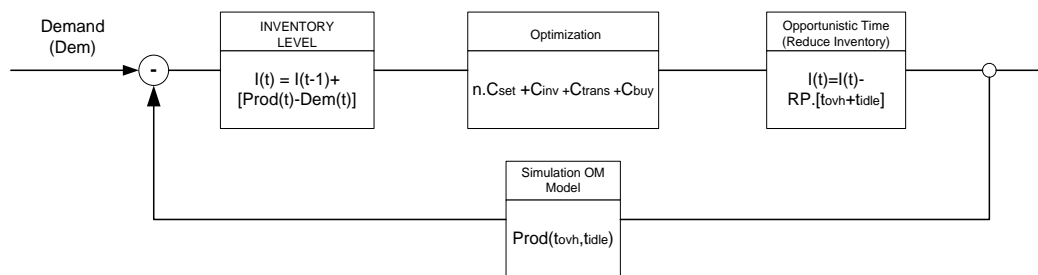 Demand
(Dem)
-
INVENTORY
LEVEL
I(t) = I(t-1)+
[Prod(t)-Dem(t)]
Optimization
n.Cset +Cinv +Ctrans +Cbuy
Opportunistic Time
(Reduce Inventory)
I(t)=I(t)-
RP.[tovh+tidle]
Simulation OM
Model
Prod(tovh,tidle)